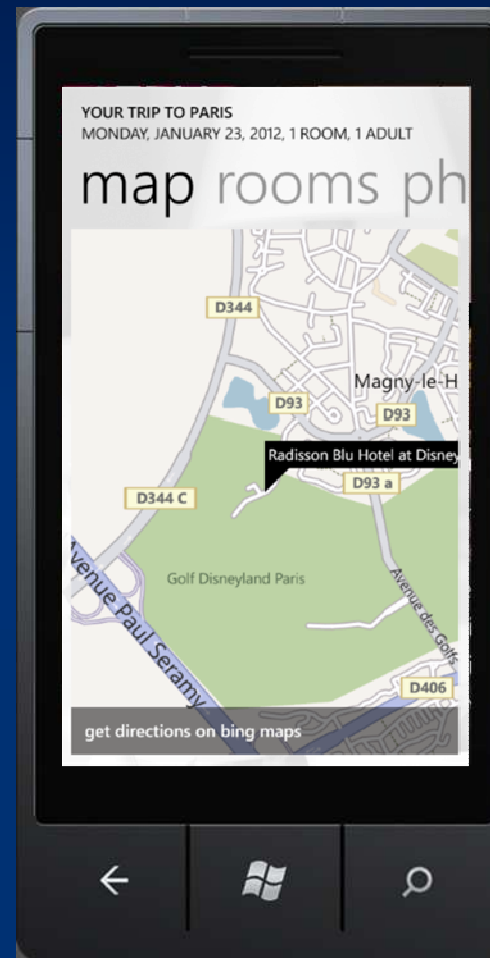 YOUR TRIP TO PARIS
MONDAY, JANUARY 23, 2012, 1 ROOM, 1 ADULT
map rooms ph
D344
Magny-le-H
D93
D93
Radisson Blu Hotel at Disney
D93 a
D344 C
Golf Disneyland Paris
Avenue Paul Seramy
Avenue des Golfs
D406
get directions on bing maps